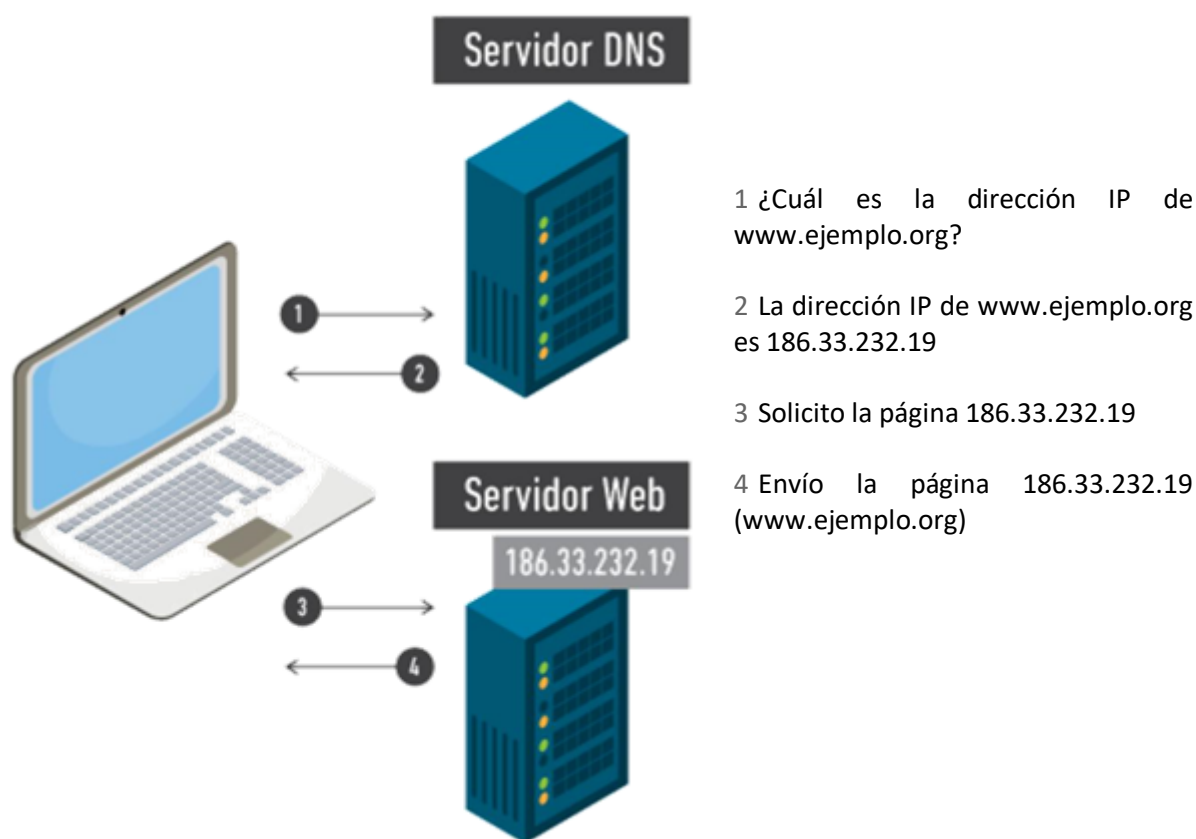 Servidor DNS
1
2
Servidor Web
186.33.232.19
3
4
1 ¿Cuál es la dirección IP de
www.ejemplo.org?
2 La dirección IP de www.ejemplo.org
es 186.33.232.19
3 Solicito la página 186.33.232.19
4 Envío la página 186.33.232.19
(www.ejemplo.org)